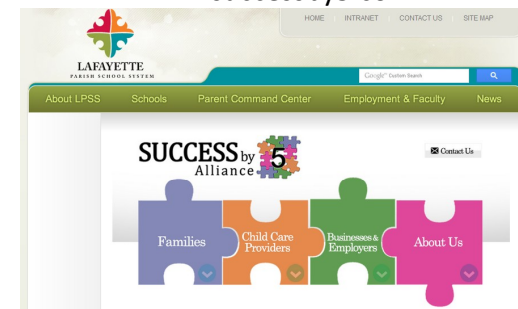 HOME INTRANET CONTACT US SITE MAP
LAFAYETTE
PARISH SCHOOL SYSTEM
Google™ Custom Search
About LPSS Schools Parent Command Center Employment & Faculty News
SUCCESS by 5
Alliance
Contact Us
Families
Child Care
Providers
Businesses &
Employers
About Us